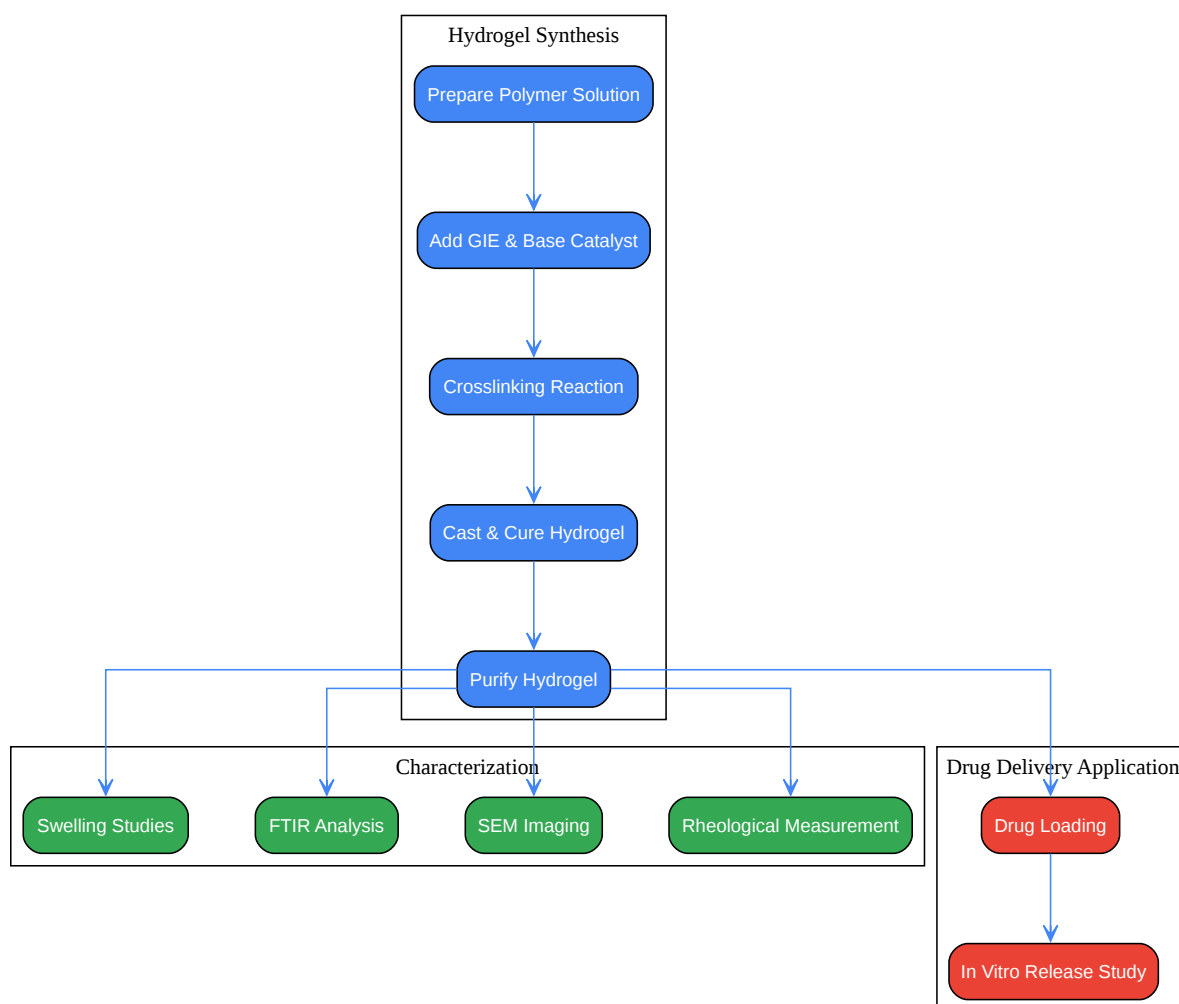 Hydrogel Synthesis
Prepare Polymer Solution
Add GIE & Base Catalyst
Crosslinking Reaction
Cast & Cure Hydrogel
Purify Hydrogel
Characterization
Swelling Studies
FTIR Analysis
SEM Imaging
Rheological Measurement
Drug Delivery Application
Drug Loading
In Vitro Release Study